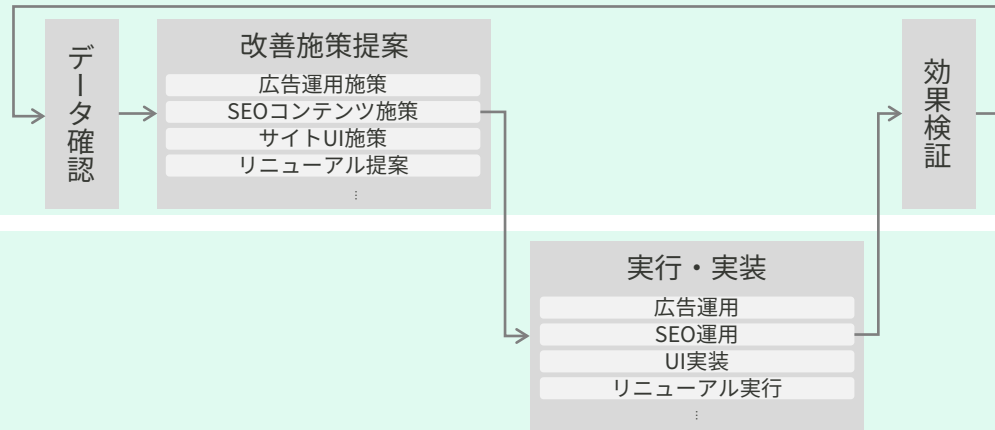 データ確認
改善施策提案
広告運用施策
SEOコンテンツ施策
サイトUI施策
リニューアル提案
…
実行・実装
広告運用
SEO運用
UI実装
リニューアル実行
…
効果検証